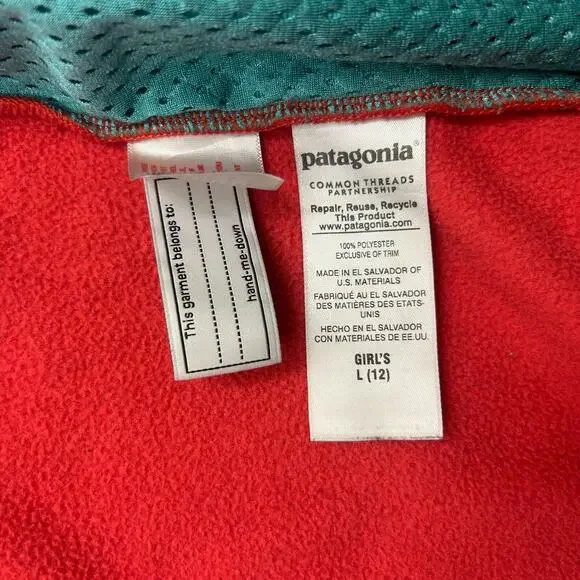 This garment belongs to:
hand-me-down
patagonia®
COMMON THREADS
PARTNERSHIP
Repair, Reuse, Recycle
This Product
www.patagonia.com
100% POLYESTER
EXCLUSIVE OF TRIM
MADE IN EL SALVADOR OF
U.S. MATERIALS
FABRIQUÉ AU EL SALVADOR
DES MATIÈRES DES ETATS-
UNIS
HECHO EN EL SALVADOR
CON MATERIALES DE EE.UU.
GIRL'S
L (12)